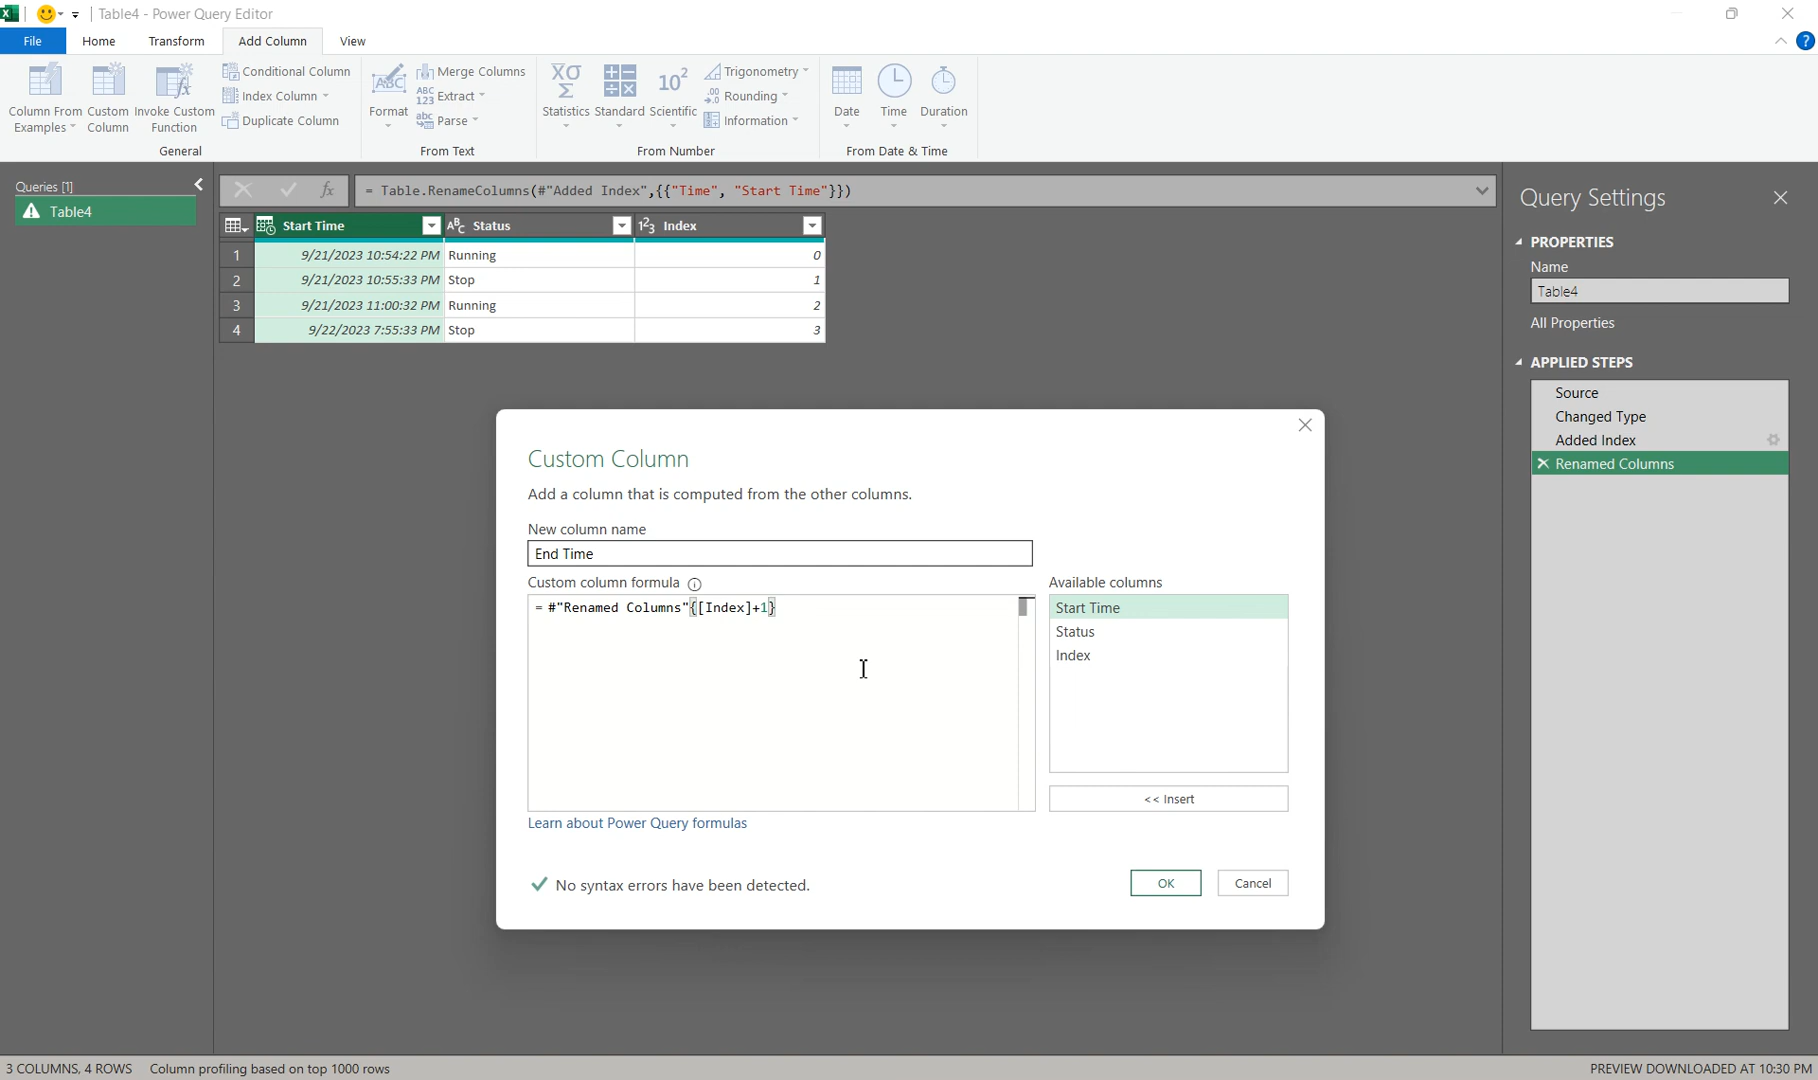 Table4 - Power Query Editor
File Home Transform Add Column View
Column From Examples
Custom Column
Invoke Custom Function
Conditional Column
Index Column
Duplicate Column
General
Format
Merge Columns
Extract
Parse
From Text
Statistics
Standard
Scientific
Trigonometry
Rounding
Information
From Number
Date
Time
Duration
From Date & Time
Queries [1]
Table4
= Table.RenameColumns(#"Added Index",{{"Time", "Start Time"}})
Start Time Status Index
1 9/21/2023 10:54:22 PM Running 0
2 9/21/2023 10:55:33 PM Stop 1
3 9/21/2023 11:00:32 PM Running 2
4 9/22/2023 7:55:33 PM Stop 3
Custom Column
Add a column that is computed from the other columns.
New column name
End Time
Custom column formula
= #"Renamed Columns"{[Index]+1}
Available columns
Start Time
Status
Index
<< Insert
Learn about Power Query formulas
No syntax errors have been detected.
OK
Cancel
Query Settings
PROPERTIES
Name
Table4
All Properties
APPLIED STEPS
Source
Changed Type
Added Index
Renamed Columns
3 COLUMNS, 4 ROWS Column profiling based on top 1000 rows
PREVIEW DOWNLOADED AT 10:30 PM